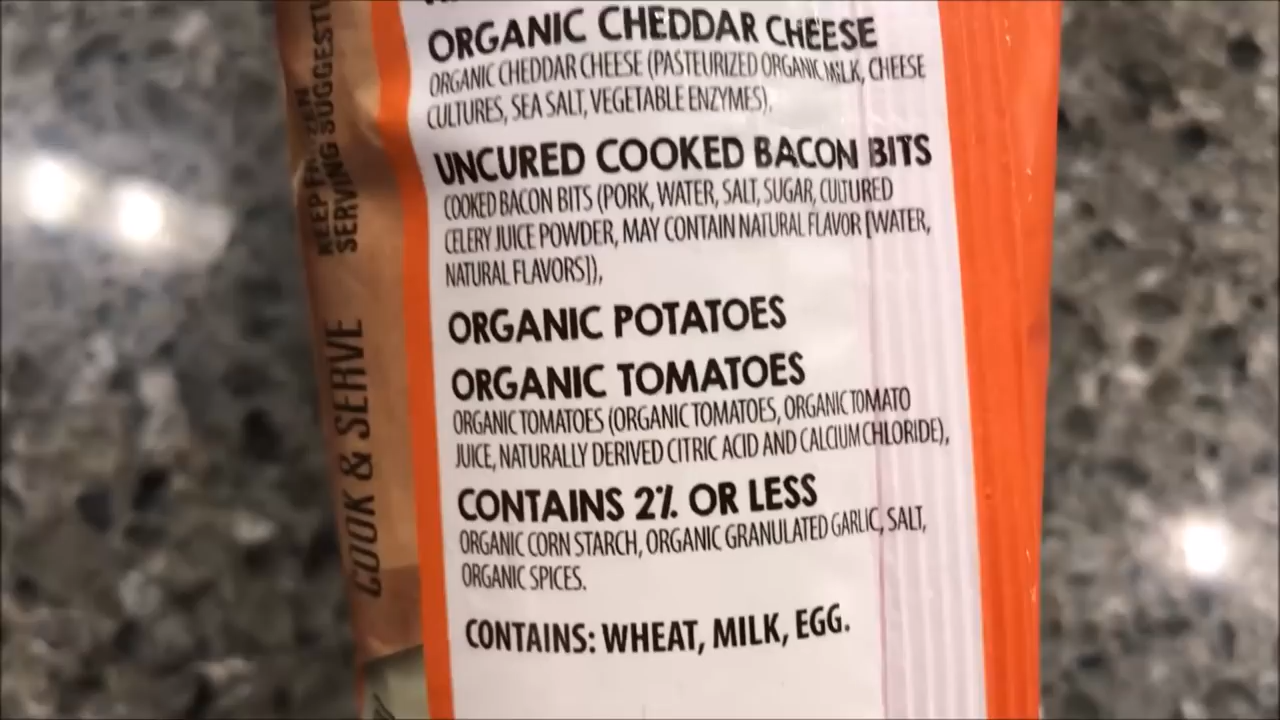 ORGANIC CHEDDAR CHEESE
ORGANIC CHEDDAR CHEESE (PASTEURIZED ORGANIC MILK, CHEESE
CULTURES, SEA SALT, VEGETABLE ENZYMES),
UNCURED COOKED BACON BITS
COOKED BACON BITS (PORK, WATER, SALT, SUGAR, CULTURED
CELERY JUICE POWDER, MAY CONTAIN NATURAL FLAVOR [WATER,
NATURAL FLAVORS]),
ORGANIC POTATOES
ORGANIC TOMATOES
ORGANIC TOMATOES (ORGANIC TOMATOES, ORGANIC TOMATO
JUICE, NATURALLY DERIVED CITRIC ACID AND CALCIUM CHLORIDE),
CONTAINS 2% OR LESS
ORGANIC CORN STARCH, ORGANIC GRANULATED GARLIC, SALT,
ORGANIC SPICES.
CONTAINS: WHEAT, MILK, EGG.
COOK & SERVE
KEEP FROZEN
SERVING